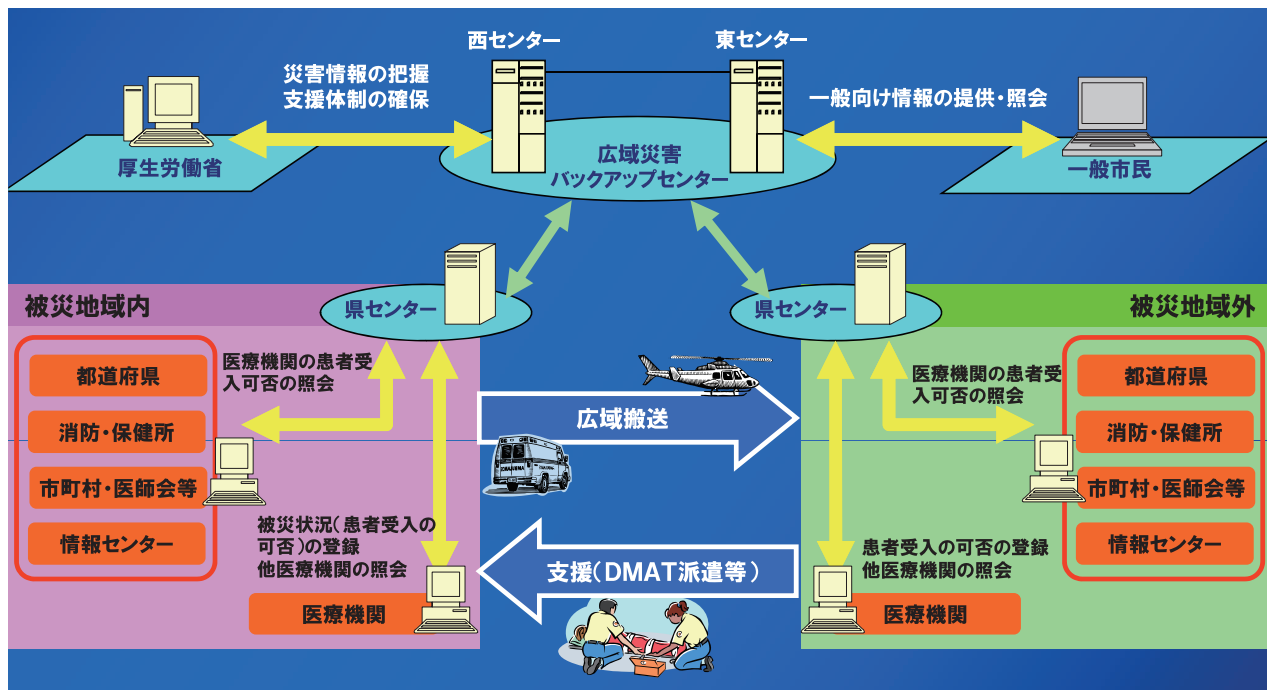 西センター
東センター
災害情報の把握
支援体制の確保
一般向け情報の提供・照会
厚生労働省
広域災害
バックアップセンター
一般市民
被災地域内
県センター
県センター
被災地域外
都道府県
消防・保健所
市町村・医師会等
情報センター
医療機関の患者受
入可否の照会
被災状況(患者受入の
可否)の登録
他医療機関の照会
医療機関
広域搬送
支援(DMAT派遣等)
医療機関の患者受
入可否の照会
都道府県
消防・保健所
市町村・医師会等
情報センター
患者受入の可否の登録
他医療機関の照会
医療機関